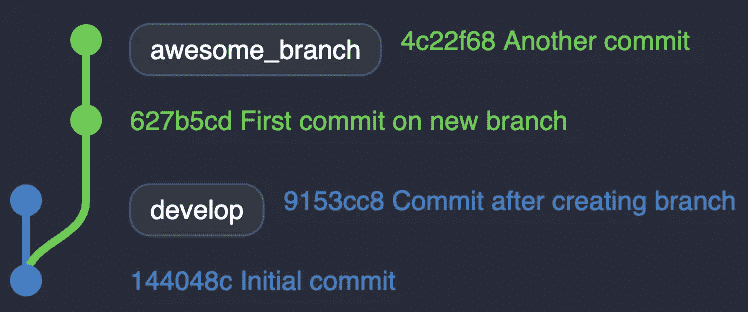 awesome_branch 4c22f68 Another commit
627b5cd First commit on new branch
develop 9153cc8 Commit after creating branch
144048c Initial commit